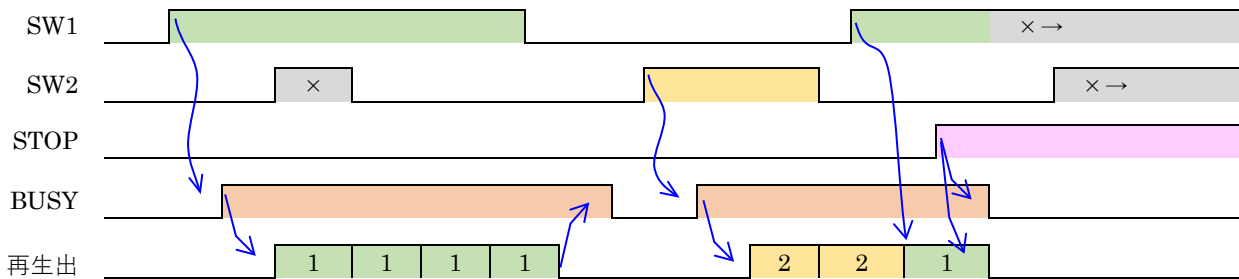 SW1 × →
SW2 × × →
STOP
BUSY
再生出 1 1 1 1 2 2 1